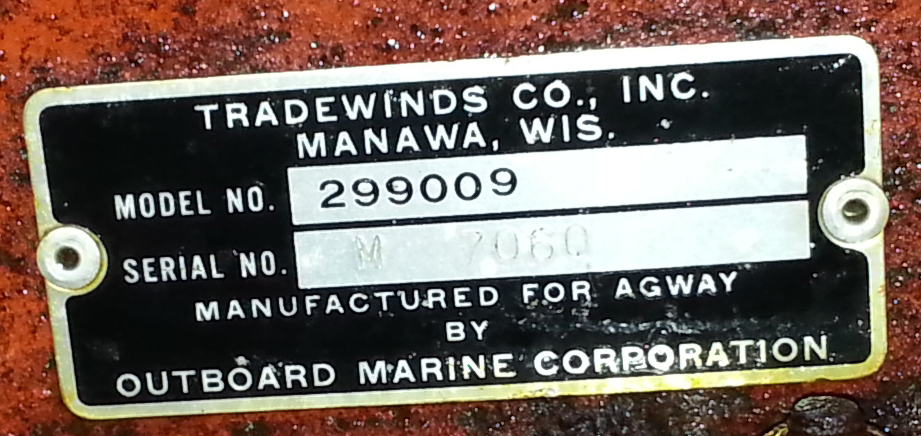 TRADEWINDS CO., INC.
MANAWA, WIS.
MODEL NO. 299009
SERIAL NO. M 7060
MANUFACTURED FOR AGWAY
BY
OUTBOARD MARINE CORPORATION